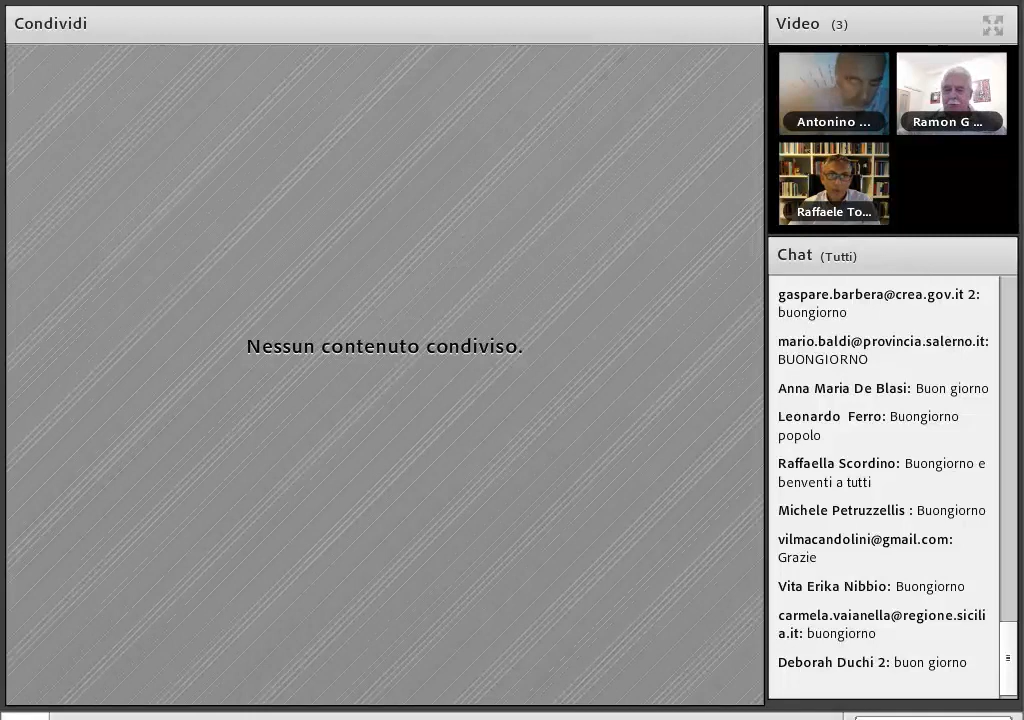 Condividi
Nessun contenuto condiviso.
Video (3)
Antonino ...
Ramon G ...
Raffaele To...
Chat (Tutti)
gaspare.barbera@crea.gov.it 2:
buongiorno
mario.baldi@provincia.salerno.it:
BUONGIORNO
Anna Maria De Blasi: Buon giorno
Leonardo Ferro: Buongiorno
popolo
Raffaella Scordino: Buongiorno e
benventi a tutti
Michele Petruzzellis : Buongiorno
vilmacandolini@gmail.com:
Grazie
Vita Erika Nibbio: Buongiorno
carmela.vaianella@regione.sicili
a.it: buongiorno
Deborah Duchi 2: buon giorno